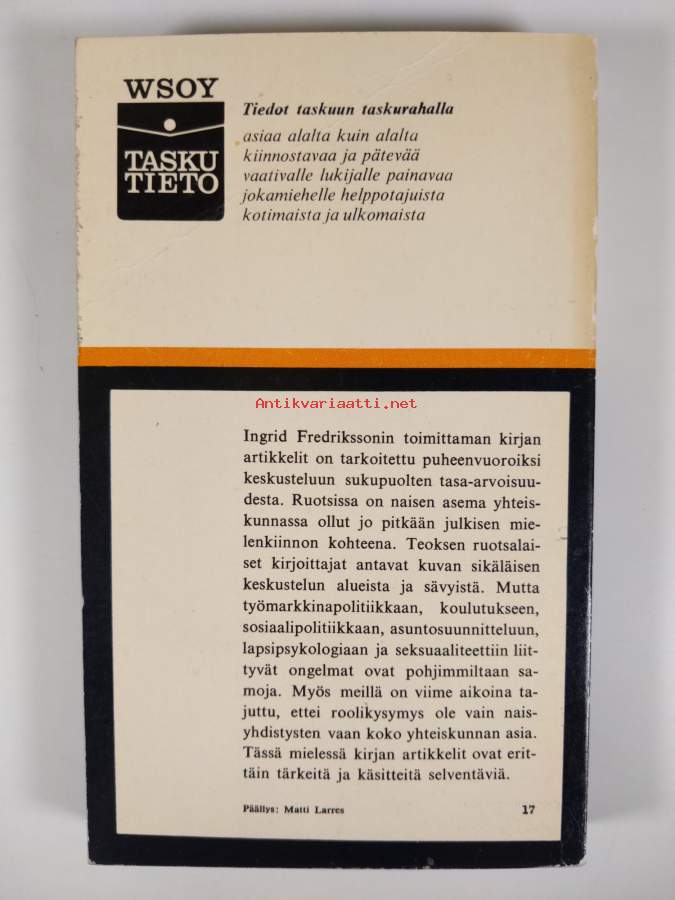 WSOY
TASKU
TIETO
Tiedot taskuun taskurahalla
asiaa alalta kuin alalta
kiinnostavaa ja pätevää
vaativalle lukijalle painavaa
jokamiehelle helppotajuista
kotimaista ja ulkomaista
Antikvariaatti.net
Ingrid Fredrikssonin toimittaman kirjan
artikkelit on tarkoitettu puheenvuoroiksi
keskusteluun sukupuolten tasa-arvoisuu-
desta. Ruotsissa on naisen asema yhteis-
kunnassa ollut jo pitkään julkisen mie-
lenkiinnon kohteena. Teoksen ruotsalai-
set kirjoittajat antavat kuvan sikäläisen
keskustelun alueista ja sävyistä. Mutta
työmarkkinapolitiikkaan, koulutukseen,
sosiaalipolitiikkaan, asuntosuunnitteluun,
lapsipsykologiaan ja seksuaaliteettiin liit-
tyvät ongelmat ovat pohjimmiltaan sa-
moja. Myös meillä on viime aikoina ta-
juttu, ettei roolikysymys ole vain nais-
yhdistysten vaan koko yhteiskunnan asia.
Tässä mielessä kirjan artikkelit ovat erit-
täin tärkeitä ja käsitteitä selventäviä.
Päällys: Matti Larres 17